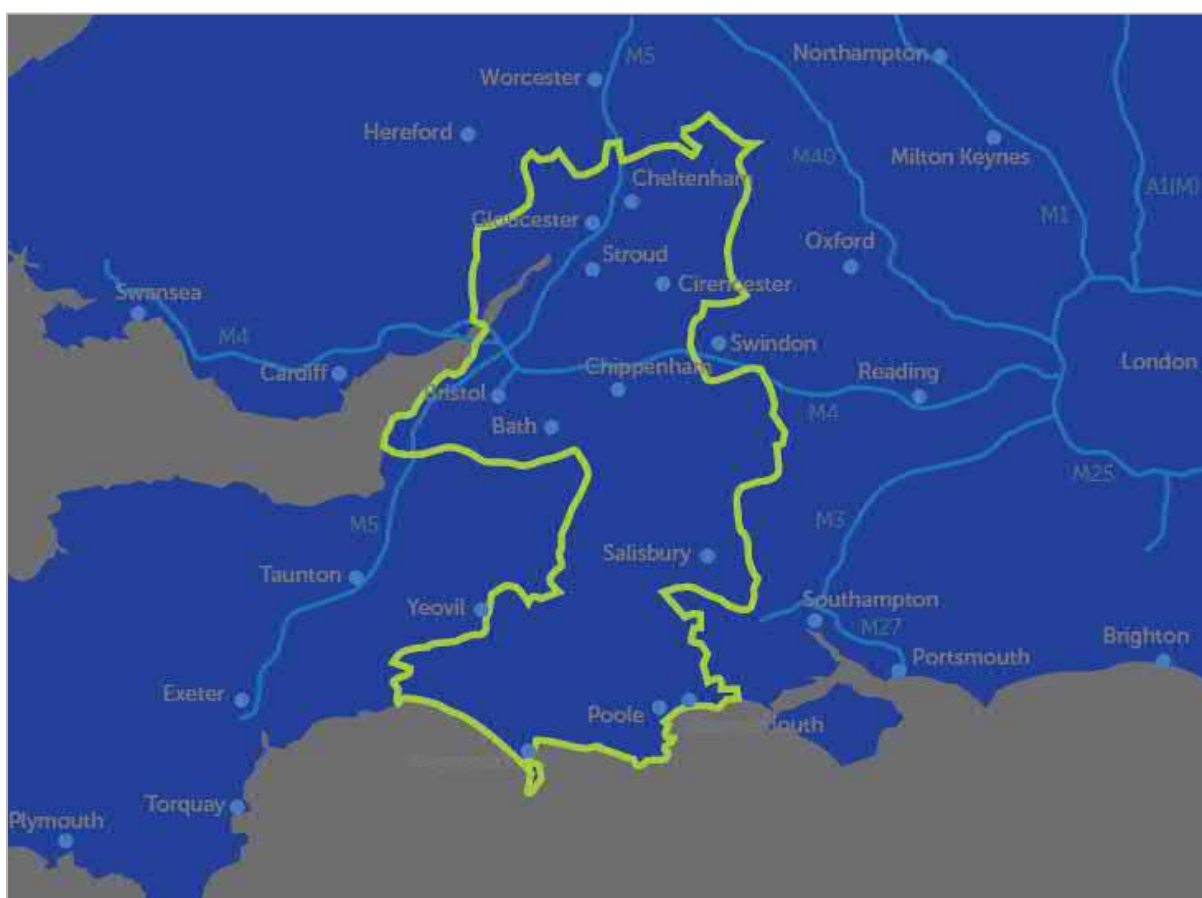 M5
Northampton
Worcester
Hereford
M40
Milton Keynes
Cheltenham
A1(M)
Gloucester
M1
Oxford
Stroud
Cirencester
Swansea
M4
Swindon
Chippenham
London
Cardiff
Reading
Bristol
M4
Bath
M25
M5
M3
Salisbury
Taunton
Southampton
Yeovil
M27
Brighton
Portsmouth
Exeter
Poole
Torquay
Plymouth